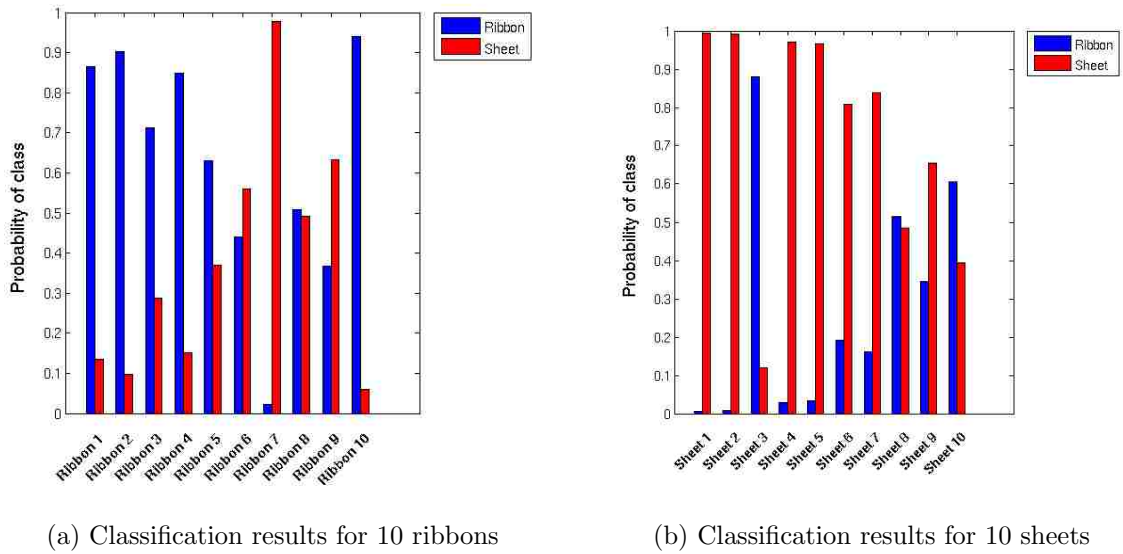 1
0.9
0.8
0.7
0.6
0.5
0.4
0.3
0.2
0.1
0
Probability of class
Ribbon 1
Ribbon 2
Ribbon 3
Ribbon 4
Ribbon 5
Ribbon 6
Ribbon 7
Ribbon 8
Ribbon 9
Ribbon 10
Ribbon
Sheet
(a) Classification results for 10 ribbons
1
0.9
0.8
0.7
0.6
0.5
0.4
0.3
0.2
0.1
0
Probability of class
Sheet 1
Sheet 2
Sheet 3
Sheet 4
Sheet 5
Sheet 6
Sheet 7
Sheet 8
Sheet 9
Sheet 10
Ribbon
Sheet
(b) Classification results for 10 sheets